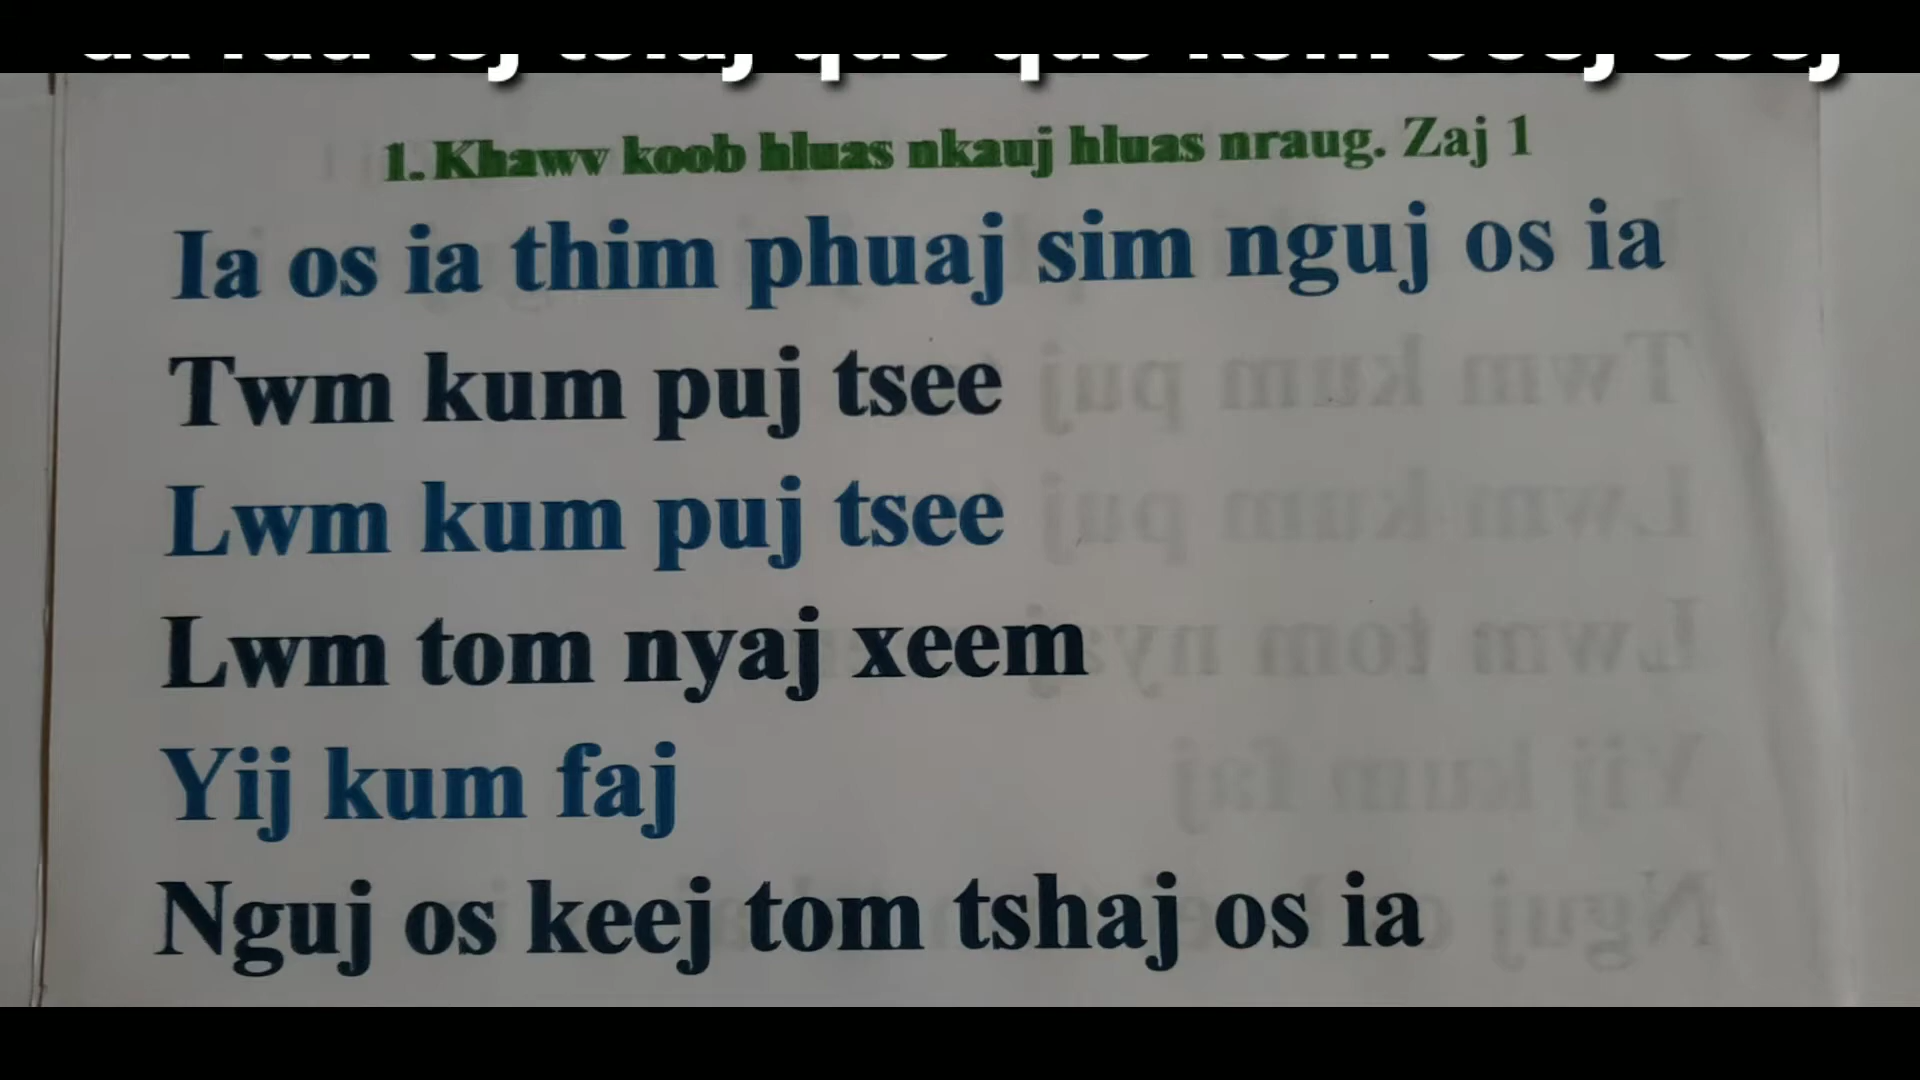 1. Khawv koob hluas nkauj hluas nraug. Zaj 1
Ia os ia thim phuaj sim nguj os ia
Twm kum puj tsee
Lwm kum puj tsee
Lwm tom nyaj xeem
Yij kum faj
Nguj os keej tom tshaj os ia